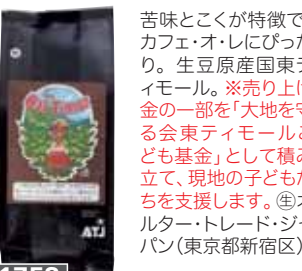 苦味とこくが特徴で
カフェ・オ・レにぴった
り。生豆原産国東テ
ィモール。※売り上げ
金の一部を「大地を守
る会東ティモール
ども基金」として積み
立て、現地の子どもた
ちを支援します。㊓オ
ルター・トレード・ジャ
パン(東京都新宿区)
ATJ